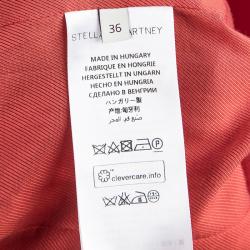 36
STELLA McCARTNEY
MADE IN HUNGARY
FABRIQUE EN HONGRIE
HERGESTELLT IN UNGARN
HECHO EN HUNGRIA
СДЕЛАНО В ВЕНГРИИ
ハンガリー製
产地:匈牙利
صنع في المجر
P
clevercare.info